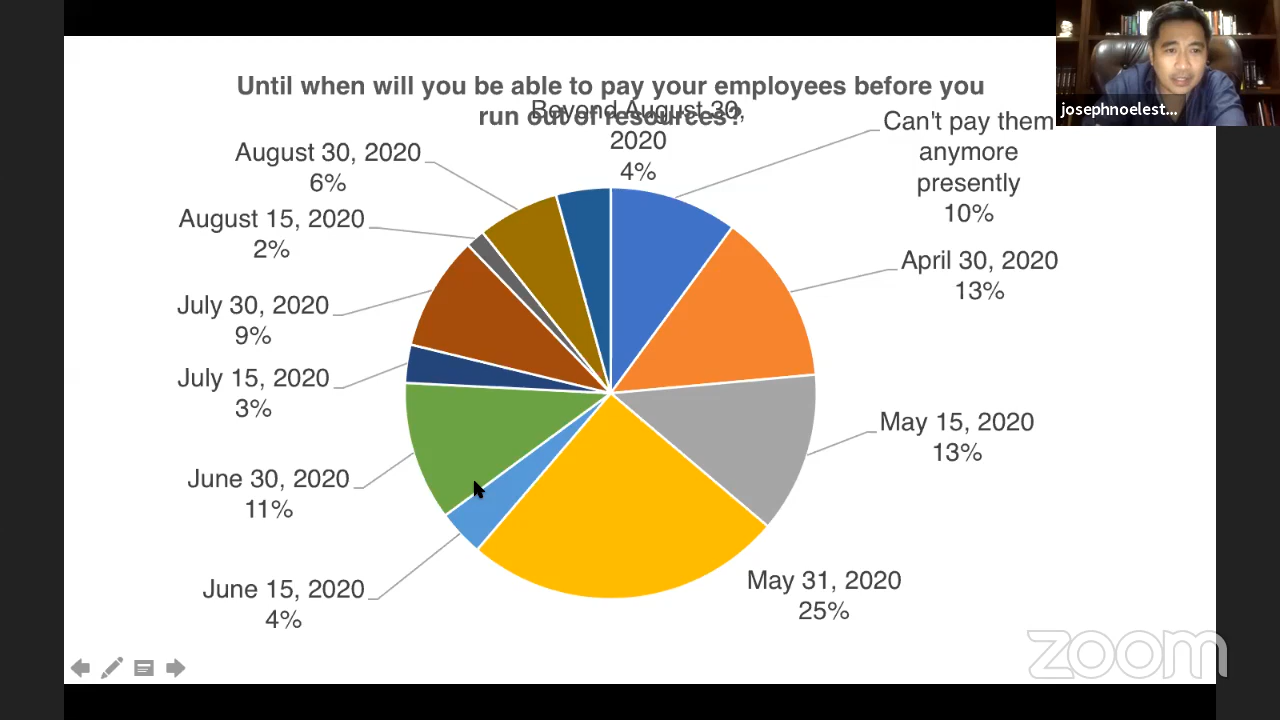 Until when will you be able to pay your employees before you
run out of resources?
Beyond August 30,
2020
4%
Can't pay them
anymore
presently
10%
April 30, 2020
13%
May 15, 2020
13%
May 31, 2020
25%
June 15, 2020
4%
June 30, 2020
11%
July 15, 2020
3%
July 30, 2020
9%
August 15, 2020
2%
August 30, 2020
6%
josephnoelest...
zoom